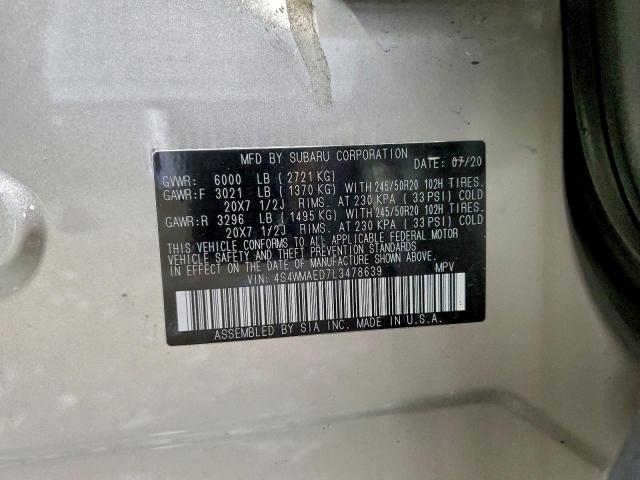 MFD BY SUBARU CORPORATION DATE: 07/20
GVWR: 6000 LB (2721 KG)
GAWR:F 3021 LB (1370 KG) WITH 245/50R20 102H TIRES.
20X7 1/2J RIMS. AT 230 KPA (33 PSI) COLD
GAWR:R 3296 LB (1495 KG) WITH 245/50R20 102H TIRES.
20X7 1/2J RIMS. AT 230 KPA (33 PSI) COLD
THIS VEHICLE CONFORMS TO ALL APPLICABLE FEDERAL MOTOR
VEHICLE SAFETY AND THEFT PREVENTION STANDARDS
IN EFFECT ON THE DATE OF MANUFACTURE SHOWN ABOVE.
VIN: 4S4WMAED7L3478639 MPV
ASSEMBLED BY SIA INC. MADE IN U.S.A.